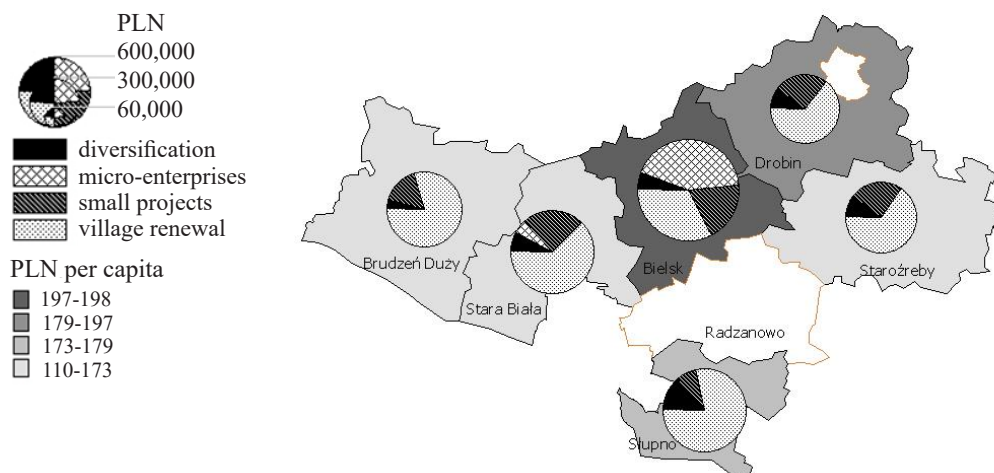 PLN
600,000
300,000
60,000
diversification
micro-enterprises
small projects
village renewal
PLN per capita
197-198
179-197
173-179
110-173
Drobin
Brudzeń Duży
Bielsk
Staroźreby
Stara Biała
Radzanowo
Słupno